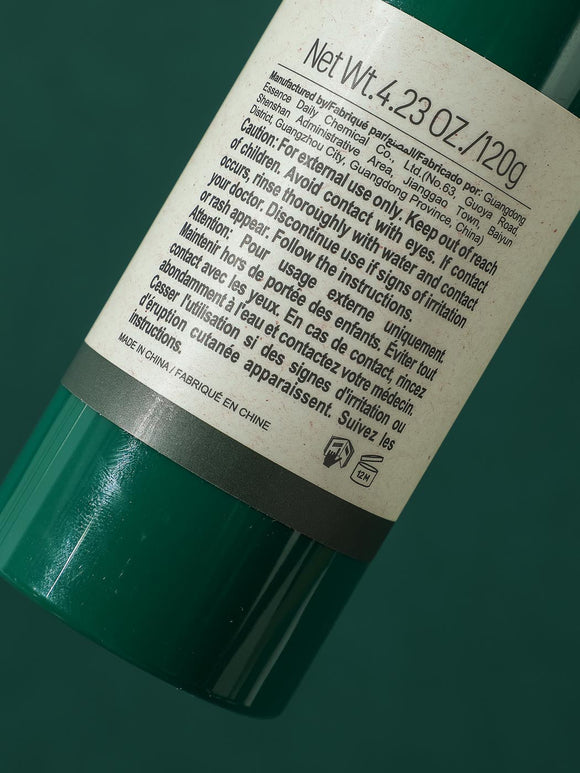 Net Wt.4.23 OZ./120g
Manufactured by/Fabriqué par/المصنع/Fabricado por: Guangdong
Essence Daily Chemical Co., Ltd.(No.63, Guoya Road,
Shenshan Administrative Area, Jianggao Town, Baiyun
District, Guangzhou City, Guangdong Province, China)
Caution: For external use only. Keep out of reach
of children. Avoid contact with eyes. If contact
occurs, rinse thoroughly with water and contact
your doctor. Discontinue use if signs of irritation
or rash appear. Follow the instructions.
Attention: Pour usage externe uniquement.
Maintenir hors de portée des enfants. Éviter tout
contact avec les yeux. En cas de contact, rincez
abondamment à l'eau et contactez votre médecin.
Cesser l'utilisation si des signes d'irritation ou
d'éruption cutanée apparaissent. Suivez les
instructions.
MADE IN CHINA / FABRIQUÉ EN CHINE
12M